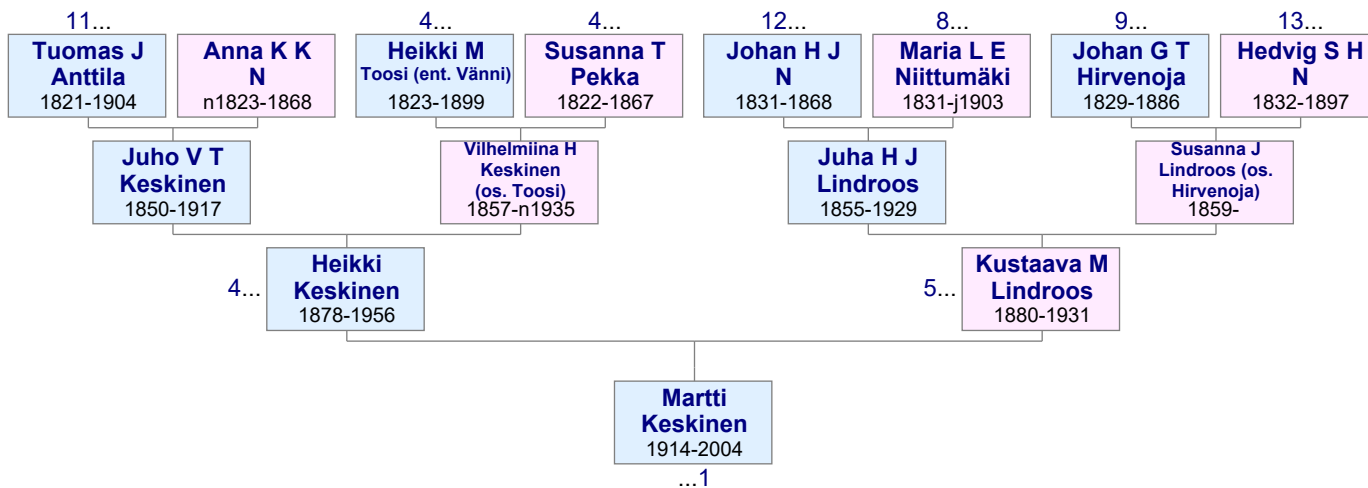 11...
4...
4...
12...
8...
9...
13...
Tuomas J
Anttila
1821-1904
Anna K K
N
n1823-1868
Heikki M
Toosi (ent. Vänni)
1823-1899
Susanna T
Pekka
1822-1867
Johan H J
N
1831-1868
Maria L E
Niittumäki
1831-j1903
Johan G T
Hirvenoja
1829-1886
Hedvig S H
N
1832-1897
Juho V T
Keskinen
1850-1917
Vilhelmiina H
Keskinen
(os. Toosi)
1857-n1935
Juha H J
Lindroos
1855-1929
Susanna J
Lindroos (os.
Hirvenoja)
1859-
4...
Heikki
Keskinen
1878-1956
5...
Kustaava M
Lindroos
1880-1931
Martti
Keskinen
1914-2004
...1